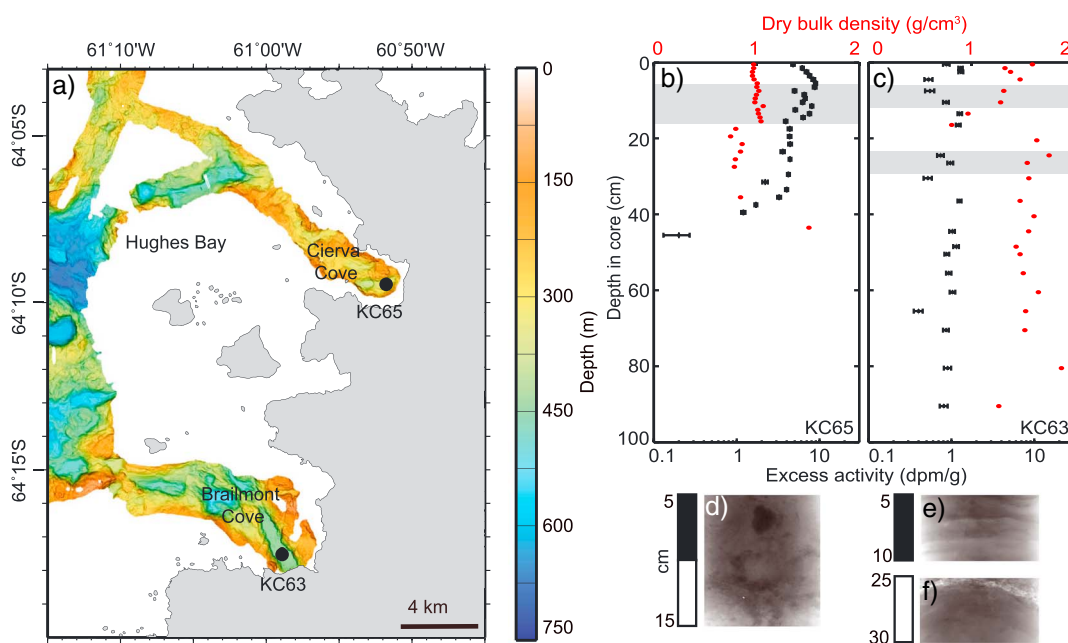 Dry bulk density (g/cm³)
61°10'W 61°00'W 60°50'W
0 1 2 0 1 2
a) 0 b) c)
64°05'S
64°10'S
64°15'S
Hughes Bay
Cierva
Cove
KC65
Brailmont
Cove
KC63
4 km
150
300
450
600
750
Depth (m)
0
20
40
60
80
100
Depth in core (cm)
KC65 KC63
0.1 1 10 0.1 1 10
Excess activity (dpm/g)
5 d) 5 e)
cm 10
25 f)
15 30